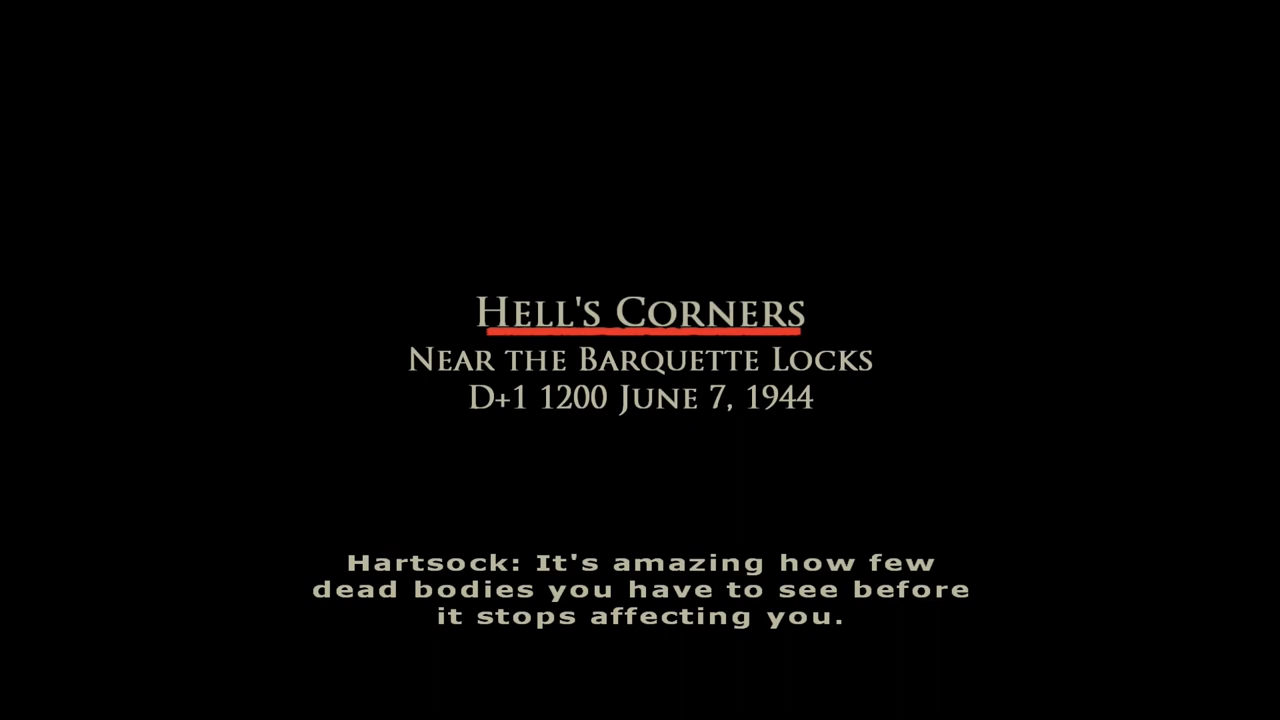 Hell's Corners
Near the Barquette Locks
D+1 1200 June 7, 1944
Hartsock: It's amazing how few
dead bodies you have to see before
it stops affecting you.